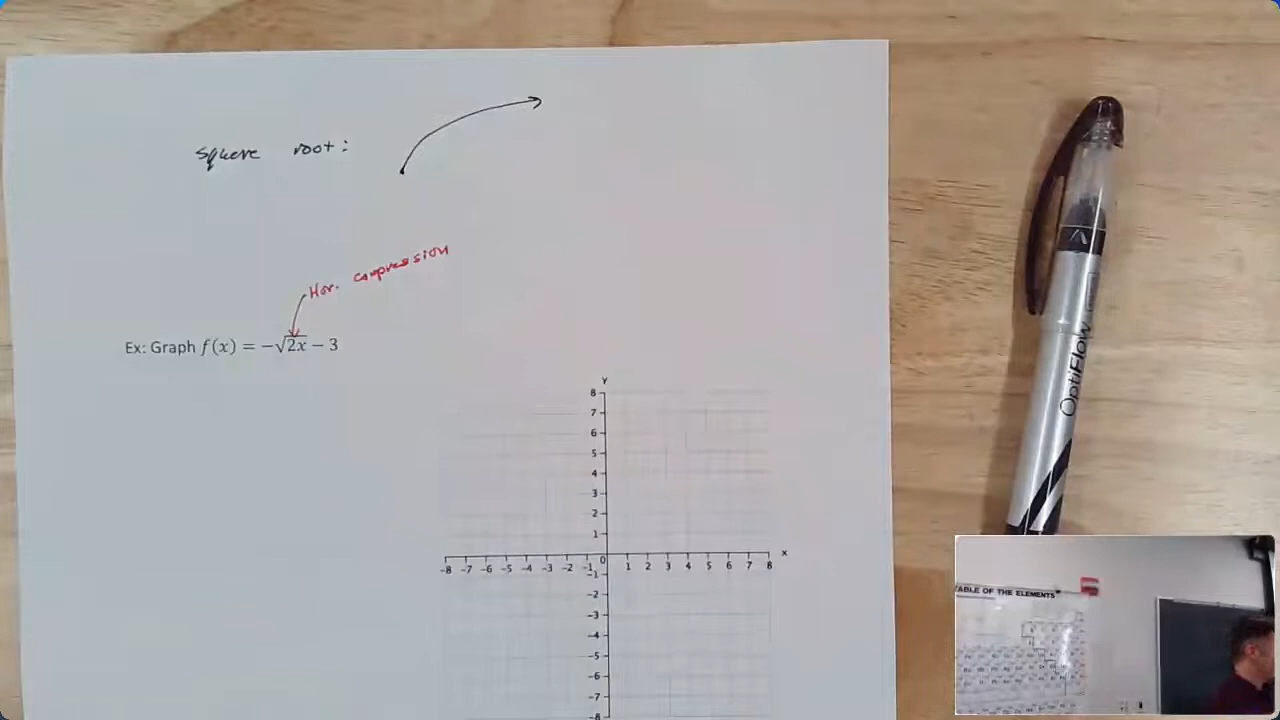 square root:
Hor. compression
Ex: Graph f(x) = −√2x − 3
Y
8
7
6
5
4
3
2
1
0
-8 -7 -6 -5 -4 -3 -2 -1 1 2 3 4 5 6 7 8 x
-1
-2
-3
-4
-5
-6
-7
-8
OptiFlow
TABLE OF THE ELEMENTS